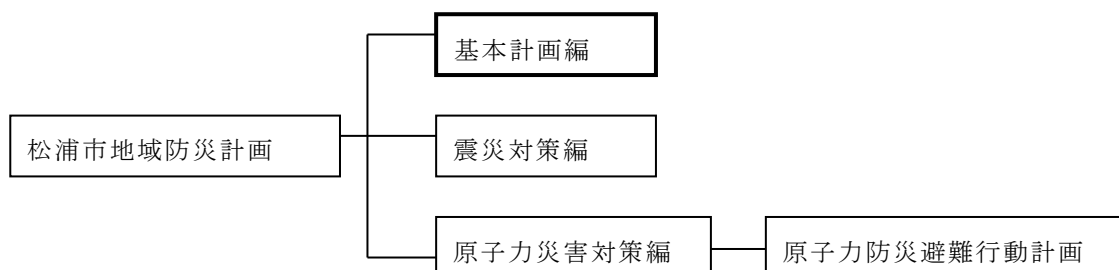 基本計画編
松浦市地域防災計画
震災対策編
原子力災害対策編
原子力防災避難行動計画